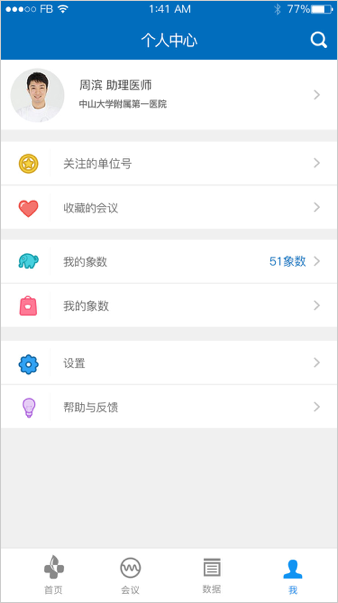 FB
1:41 AM
77%
个人中心
周滨 助理医师
中山大学附属第一医院
关注的单位号
收藏的会议
我的象数
51象数
我的象数
设置
帮助与反馈
首页
会议
数据
我